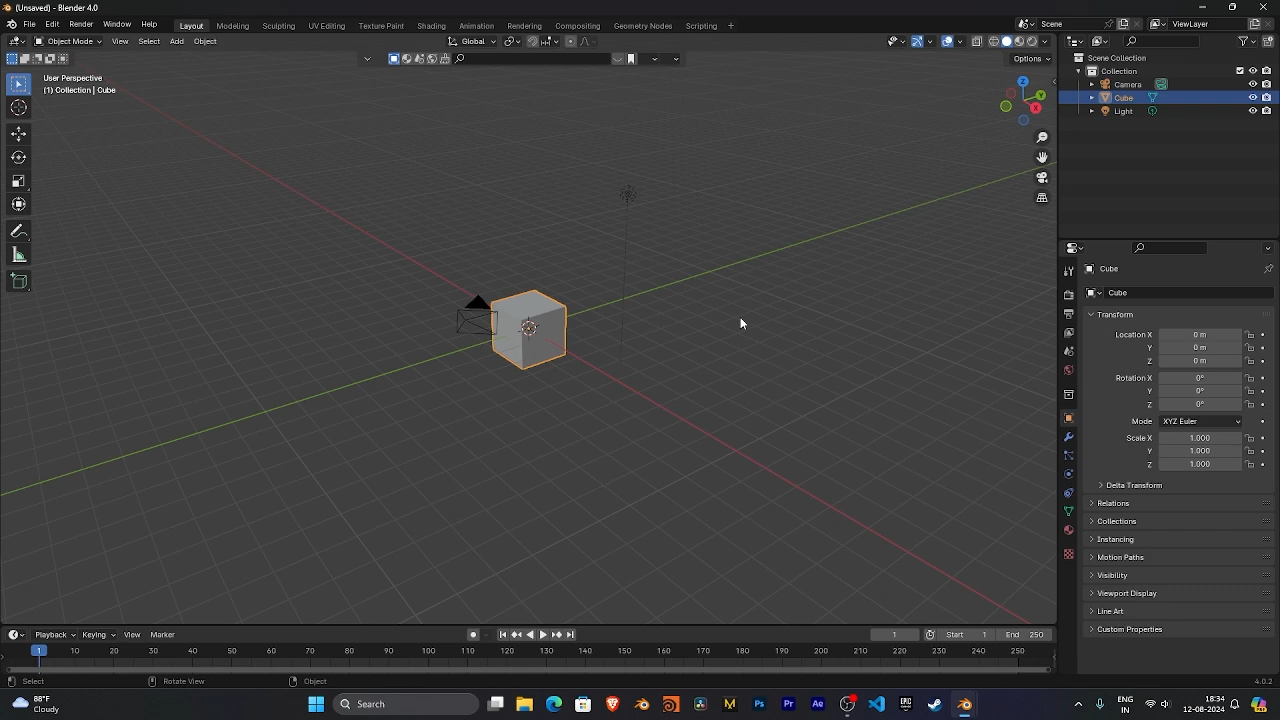 (Unsaved) - Blender 4.0
File Edit Render Window Help Layout Modeling Sculpting UV Editing Texture Paint Shading Animation Rendering Compositing Geometry Nodes Scripting + Scene ViewLayer
Object Mode View Select Add Object Global
Options
User Perspective
(1) Collection | Cube
Z
Y
X
Scene Collection
Collection
Camera
Cube
Light
Cube
Cube
Transform
Location X 0 m
Y 0 m
Z 0 m
Rotation X 0°
Y 0°
Z 0°
Mode XYZ Euler
Scale X 1.000
Y 1.000
Z 1.000
Delta Transform
Relations
Collections
Instancing
Motion Paths
Visibility
Viewport Display
Line Art
Custom Properties
Playback Keying View Marker 1 Start 1 End 250
1 10 20 30 40 50 60 70 80 90 100 110 120 130 140 150 160 170 180 190 200 210 220 230 240 250
Select Rotate View Object 4.0.2
88°F
Cloudy
Search
M Ps Pr Ae EPIC GAMES
ENG
IN
18:34
12-08-2024